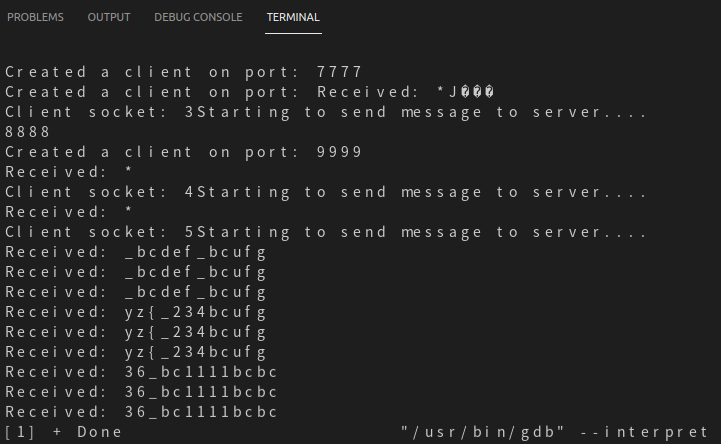 PROBLEMS OUTPUT DEBUG CONSOLE TERMINAL
Created a client on port: 7777
Created a client on port: Received: *J���
Client socket: 3Starting to send message to server....
8888
Created a client on port: 9999
Received: *
Client socket: 4Starting to send message to server....
Received: *
Client socket: 5Starting to send message to server....
Received: _bcdef_bcufg
Received: _bcdef_bcufg
Received: _bcdef_bcufg
Received: yz{_234bcufg
Received: yz{_234bcufg
Received: yz{_234bcufg
Received: 36_bc1111bcbc
Received: 36_bc1111bcbc
Received: 36_bc1111bcbc
[1] + Done "/usr/bin/gdb" --interpret